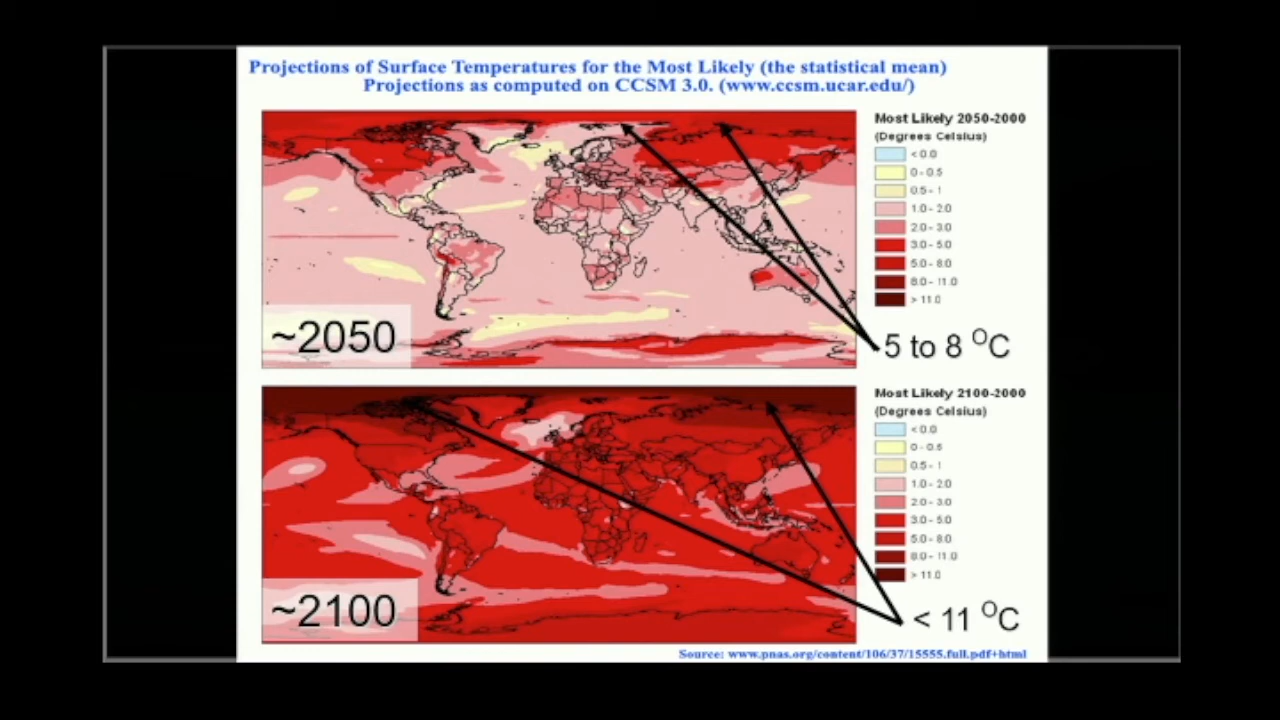 Projections of Surface Temperatures for the Most Likely (the statistical mean)
Projections as computed on CCSM 3.0. (www.ccsm.ucar.edu/)
Most Likely 2050-2000
(Degrees Celsius)
< 0.0
0 - 0.5
0.5 - 1
1.0 - 2.0
2.0 - 3.0
3.0 - 5.0
5.0 - 8.0
8.0 - 11.0
> 11.0
~2050
5 to 8 °C
Most Likely 2100-2000
(Degrees Celsius)
< 0.0
0 - 0.5
0.5 - 1
1.0 - 2.0
2.0 - 3.0
3.0 - 5.0
5.0 - 8.0
8.0 - 11.0
> 11.0
~2100
< 11 °C
Source: www.pnas.org/content/106/37/15555.full.pdf+html